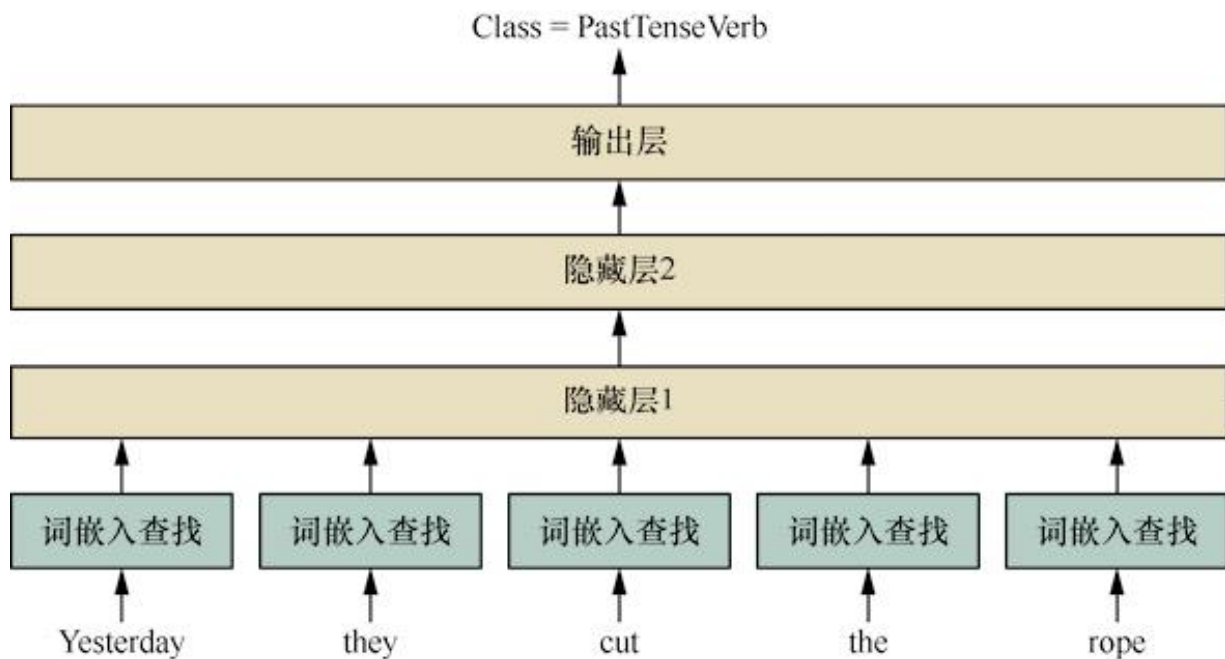 Class = PastTenseVerb
输出层
隐藏层2
隐藏层1
词嵌入查找 词嵌入查找 词嵌入查找 词嵌入查找 词嵌入查找
Yesterday they cut the rope